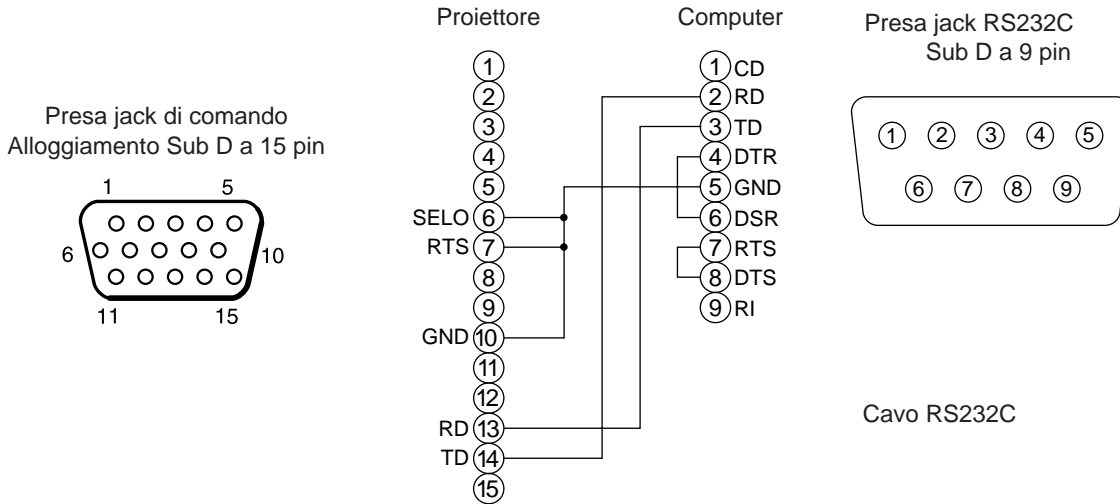 Presa jack di comando
Alloggiamento Sub D a 15 pin
1 5
6 10
11 15
Proiettore
1
2
3
4
5
SELO 6
RTS 7
8
9
GND 10
11
12
RD 13
TD 14
15
Computer
1 CD
2 RD
3 TD
4 DTR
5 GND
6 DSR
7 RTS
8 DTS
9 RI
Presa jack RS232C
Sub D a 9 pin
1 2 3 4 5
6 7 8 9
Cavo RS232C